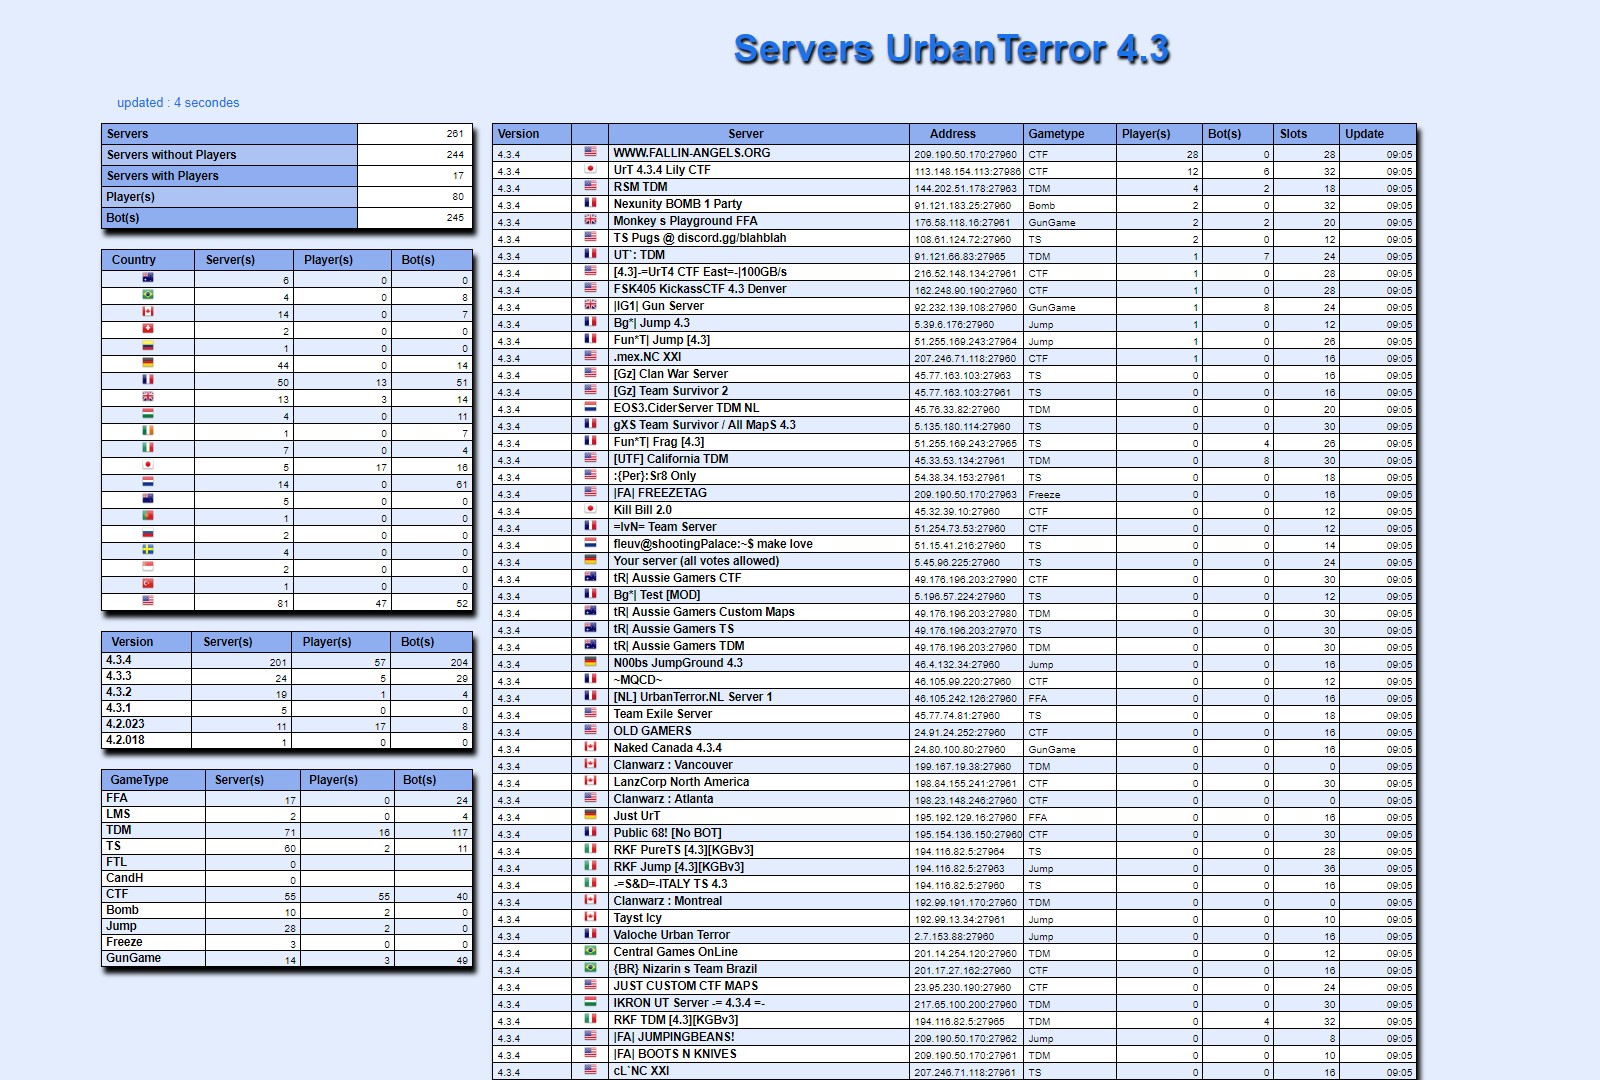 Servers UrbanTerror 4.3
updated : 4 secondes
Servers 261
Servers without Players 244
Servers with Players 17
Player(s) 80
Bot(s) 245
Country Server(s) Player(s) Bot(s)
6 0 0
4 0 8
14 0 7
2 0 0
1 0 0
44 0 14
50 13 51
13 3 14
4 0 11
1 0 7
7 0 4
5 17 16
14 0 61
5 0 0
1 0 0
2 0 0
4 0 0
2 0 0
1 0 0
81 47 52
Version Server(s) Player(s) Bot(s)
4.3.4 201 57 204
4.3.3 24 5 29
4.3.2 19 1 4
4.3.1 5 0 0
4.2.023 11 17 8
4.2.018 1 0 0
GameType Server(s) Player(s) Bot(s)
FFA 17 0 24
LMS 2 0 4
TDM 71 16 117
TS 60 2 11
FTL 0
CandH 0
CTF 55 55 40
Bomb 10 2 0
Jump 28 2 0
Freeze 3 0 0
GunGame 14 3 49
Version Server Address Gametype Player(s) Bot(s) Slots Update
4.3.4 WWW.FALLIN-ANGELS.ORG 209.190.50.170:27960 CTF 28 0 28 09:05
4.3.4 UrT 4.3.4 Lily CTF 113.148.154.113:27986 CTF 12 6 32 09:05
4.3.4 RSM TDM 144.202.51.178:27963 TDM 4 2 18 09:05
4.3.4 Nexunity BOMB 1 Party 91.121.183.25:27960 Bomb 2 0 32 09:05
4.3.4 Monkey s Playground FFA 176.58.118.16:27961 GunGame 2 2 20 09:05
4.3.4 TS Pugs @ discord.gg/blahblah 108.61.124.72:27960 TS 2 0 12 09:05
4.3.4 UT`: TDM 91.121.66.83:27965 TDM 1 7 24 09:05
4.3.4 [4.3]-=UrT4 CTF East=-|100GB/s 216.52.148.134:27961 CTF 1 0 28 09:05
4.3.4 FSK405 KickassCTF 4.3 Denver 162.248.90.190:27960 CTF 1 0 28 09:05
4.3.4 |IG1| Gun Server 92.232.139.108:27960 GunGame 1 8 24 09:05
4.3.4 Bg*| Jump 4.3 5.39.6.176:27960 Jump 1 0 12 09:05
4.3.4 Fun*T| Jump [4.3] 51.255.169.243:27964 Jump 1 0 26 09:05
4.3.4 .mex.NC XXI 207.246.71.118:27960 CTF 1 0 16 09:05
4.3.4 [Gz] Clan War Server 45.77.163.103:27963 TS 0 0 16 09:05
4.3.4 [Gz] Team Survivor 2 45.77.163.103:27961 TS 0 0 16 09:05
4.3.4 EOS3.CiderServer TDM NL 45.76.33.82:27960 TDM 0 0 20 09:05
4.3.4 gXS Team Survivor / All MapS 4.3 5.135.180.114:27960 TS 0 0 30 09:05
4.3.4 Fun*T| Frag [4.3] 51.255.169.243:27965 TS 0 4 26 09:05
4.3.4 [UTF] California TDM 45.33.53.134:27961 TDM 0 8 30 09:05
4.3.4 :{Per}:Sr8 Only 54.38.34.153:27961 TS 0 0 18 09:05
4.3.4 |FA| FREEZETAG 209.190.50.170:27963 Freeze 0 0 16 09:05
4.3.4 Kill Bill 2.0 45.32.39.10:27960 CTF 0 0 12 09:05
4.3.4 =lvN= Team Server 51.254.73.53:27960 CTF 0 0 12 09:05
4.3.4 fleuv@shootingPalace:~$ make love 51.15.41.216:27960 TS 0 0 14 09:05
4.3.4 Your server (all votes allowed) 5.45.96.225:27960 TS 0 0 24 09:05
4.3.4 tR| Aussie Gamers CTF 49.176.196.203:27990 CTF 0 0 30 09:05
4.3.4 Bg*| Test [MOD] 5.196.57.224:27960 TS 0 0 12 09:05
4.3.4 tR| Aussie Gamers Custom Maps 49.176.196.203:27980 TDM 0 0 30 09:05
4.3.4 tR| Aussie Gamers TS 49.176.196.203:27970 TS 0 0 30 09:05
4.3.4 tR| Aussie Gamers TDM 49.176.196.203:27960 TDM 0 0 30 09:05
4.3.4 N00bs JumpGround 4.3 46.4.132.34:27960 Jump 0 0 16 09:05
4.3.4 ~MQCD~ 46.105.99.220:27960 CTF 0 0 12 09:05
4.3.4 [NL] UrbanTerror.NL Server 1 46.105.242.126:27960 FFA 0 0 16 09:05
4.3.4 Team Exile Server 45.77.74.81:27960 TS 0 0 18 09:05
4.3.4 OLD GAMERS 24.91.24.252:27960 CTF 0 0 16 09:05
4.3.4 Naked Canada 4.3.4 24.80.100.80:27960 GunGame 0 0 16 09:05
4.3.4 Clanwarz : Vancouver 199.167.19.38:27960 TDM 0 0 0 09:05
4.3.4 LanzCorp North America 198.84.155.241:27961 CTF 0 0 30 09:05
4.3.4 Clanwarz : Atlanta 198.23.148.246:27960 CTF 0 0 0 09:05
4.3.4 Just UrT 195.192.129.16:27960 FFA 0 0 16 09:05
4.3.4 Public 68! [No BOT] 195.154.136.150:27960 CTF 0 0 30 09:05
4.3.4 RKF PureTS [4.3][KGBv3] 194.116.82.5:27964 TS 0 0 28 09:05
4.3.4 RKF Jump [4.3][KGBv3] 194.116.82.5:27963 Jump 0 0 36 09:05
4.3.4 -=S&D=-ITALY TS 4.3 194.116.82.5:27960 TS 0 0 16 09:05
4.3.4 Clanwarz : Montreal 192.99.191.170:27960 TDM 0 0 0 09:05
4.3.4 Tayst Icy 192.99.13.34:27961 Jump 0 0 10 09:05
4.3.4 Valoche Urban Terror 2.7.153.88:27960 Jump 0 0 16 09:05
4.3.4 Central Games OnLine 201.14.254.120:27960 TDM 0 0 12 09:05
4.3.4 {BR} Nizarin s Team Brazil 201.17.27.162:27960 CTF 0 0 16 09:05
4.3.4 JUST CUSTOM CTF MAPS 23.95.230.190:27960 CTF 0 0 24 09:05
4.3.4 IKRON UT Server -= 4.3.4 =- 217.65.100.200:27960 TDM 0 0 30 09:05
4.3.4 RKF TDM [4.3][KGBv3] 194.116.82.5:27965 TDM 0 4 32 09:05
4.3.4 |FA| JUMPINGBEANS! 209.190.50.170:27962 Jump 0 0 8 09:05
4.3.4 |FA| BOOTS N KNIVES 209.190.50.170:27961 TDM 0 0 10 09:05
4.3.4 cL`NC XXI 207.246.71.118:27961 TS 0 0 16 09:05